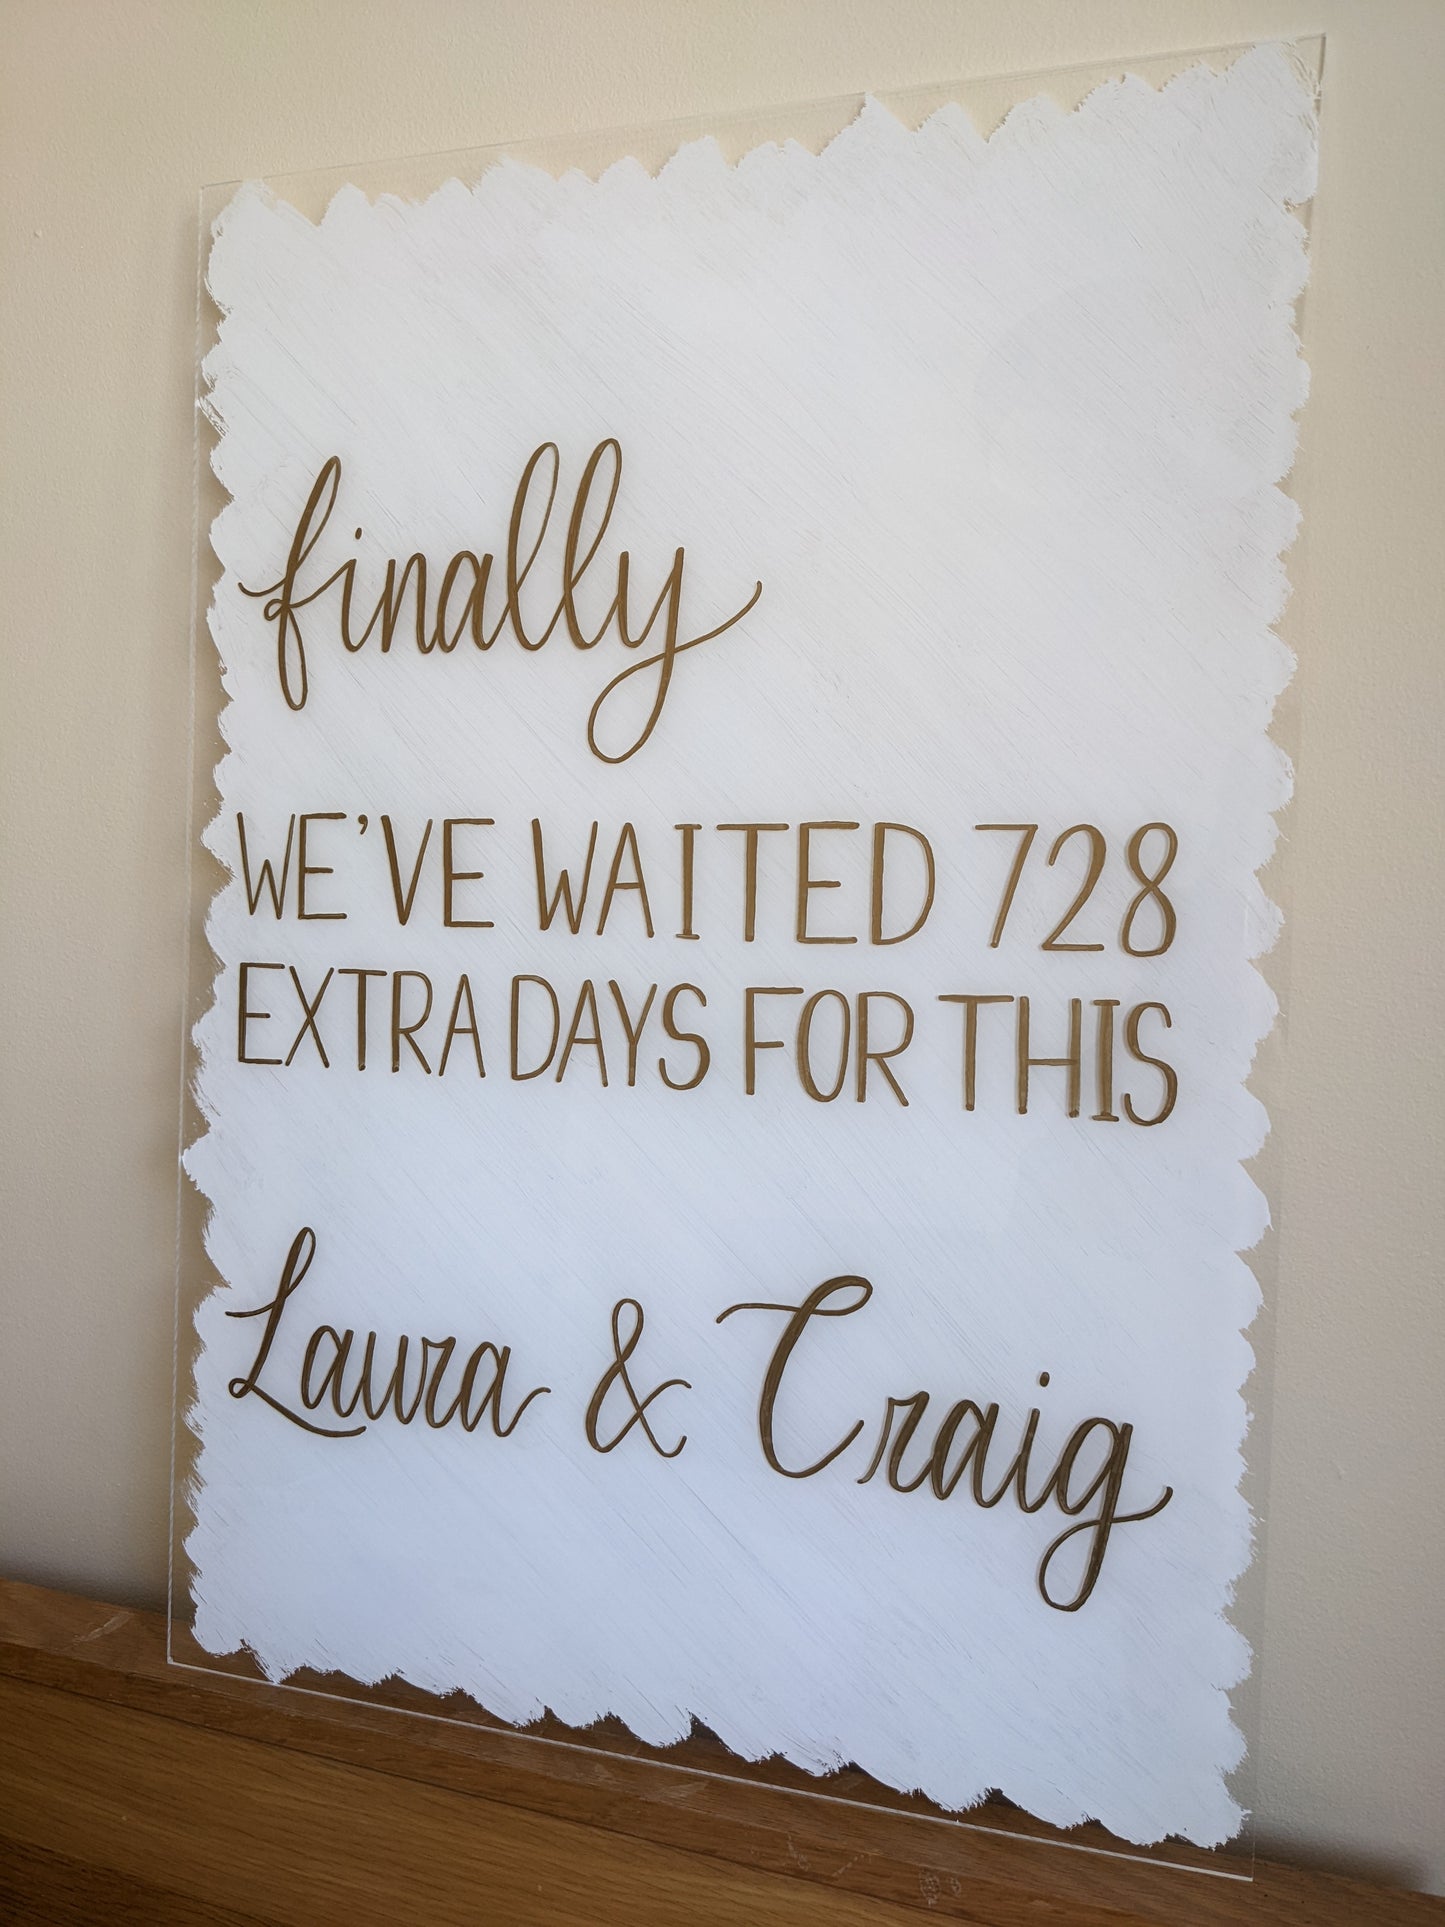 finally
WE'VE WAITED 728
EXTRA DAYS FOR THIS
Laura & Craig